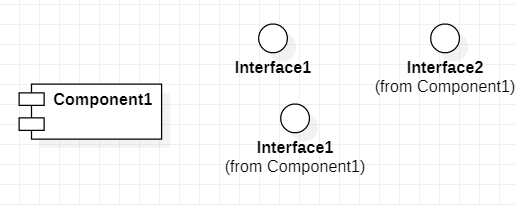 Interface1
Interface2
(from Component1)
Component1
Interface1
(from Component1)